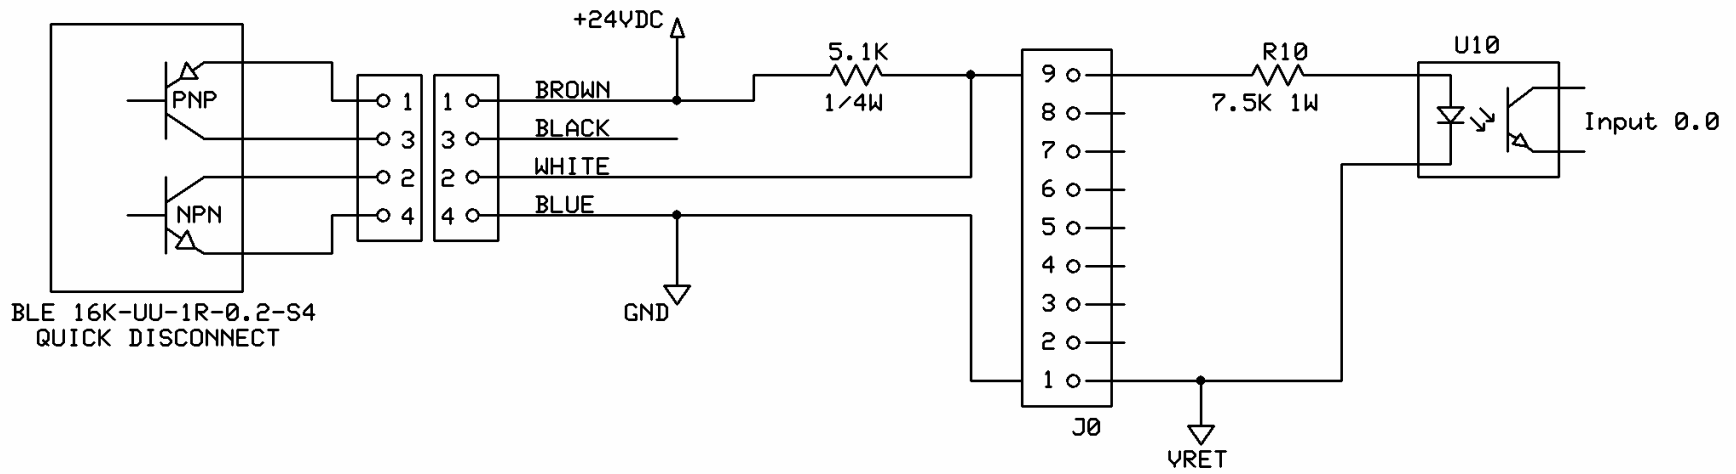 +24VDC
PNP
NPN
BLE 16K-UU-1R-0.2-S4
QUICK DISCONNECT
1
3
2
4
1
3
2
4
BROWN
BLACK
WHITE
BLUE
GND
5.1K
1/4W
9
8
7
6
5
4
3
2
1
J0
R10
7.5K 1W
VRET
U10
Input 0.0